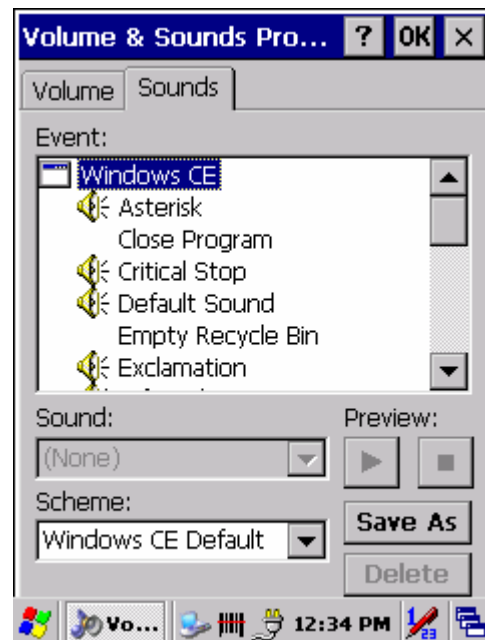 Volume & Sounds Pro... ? OK ×
Volume Sounds
Event:
Windows CE
Asterisk
Close Program
Critical Stop
Default Sound
Empty Recycle Bin
Exclamation
Sound: Preview:
(None)
Scheme:
Windows CE Default
Save As
Delete
Vo... 12:34 PM